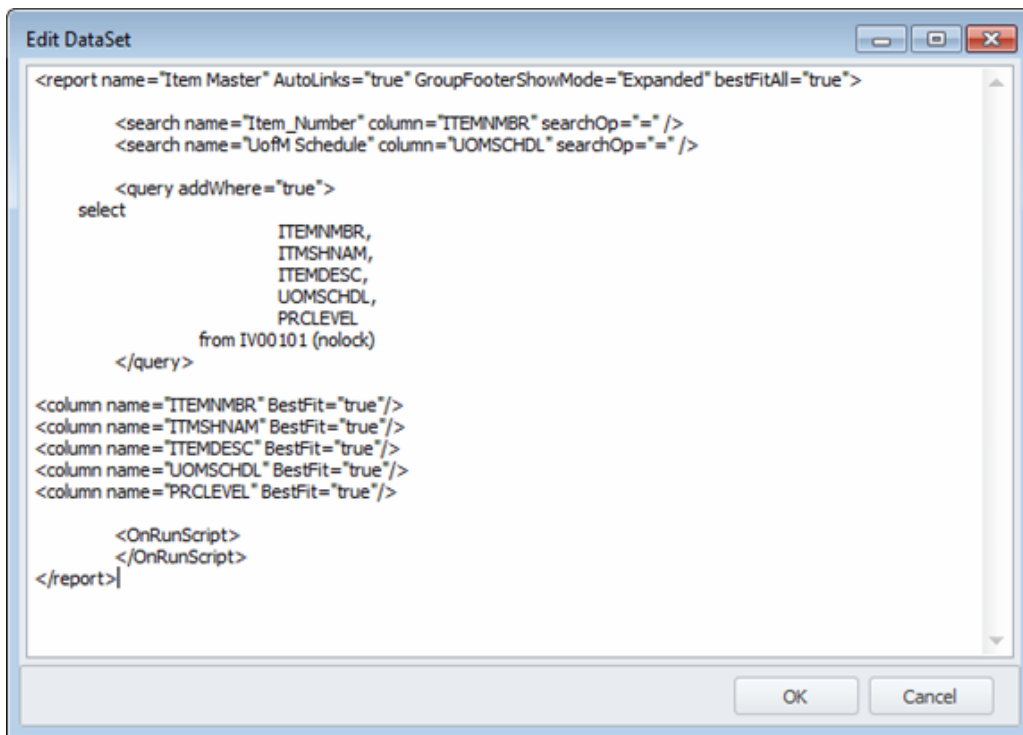 Edit DataSet
<report name="Item Master" AutoLinks="true" GroupFooterShowMode="Expanded" bestFitAll="true">
<search name="Item_Number" column="ITEMNMBR" searchOp="=" />
<search name="UofM Schedule" column="UOMSCHDL" searchOp="=" />
<query addWhere="true">
select
ITEMNMBR,
ITMSHNAM,
ITEMDESC,
UOMSCHDL,
PRCLEVEL
from IV00101 (nolock)
</query>
<column name="ITEMNMBR" BestFit="true"/>
<column name="ITMSHNAM" BestFit="true"/>
<column name="ITEMDESC" BestFit="true"/>
<column name="UOMSCHDL" BestFit="true"/>
<column name="PRCLEVEL" BestFit="true"/>
<OnRunScript>
</OnRunScript>
</report>
OK
Cancel